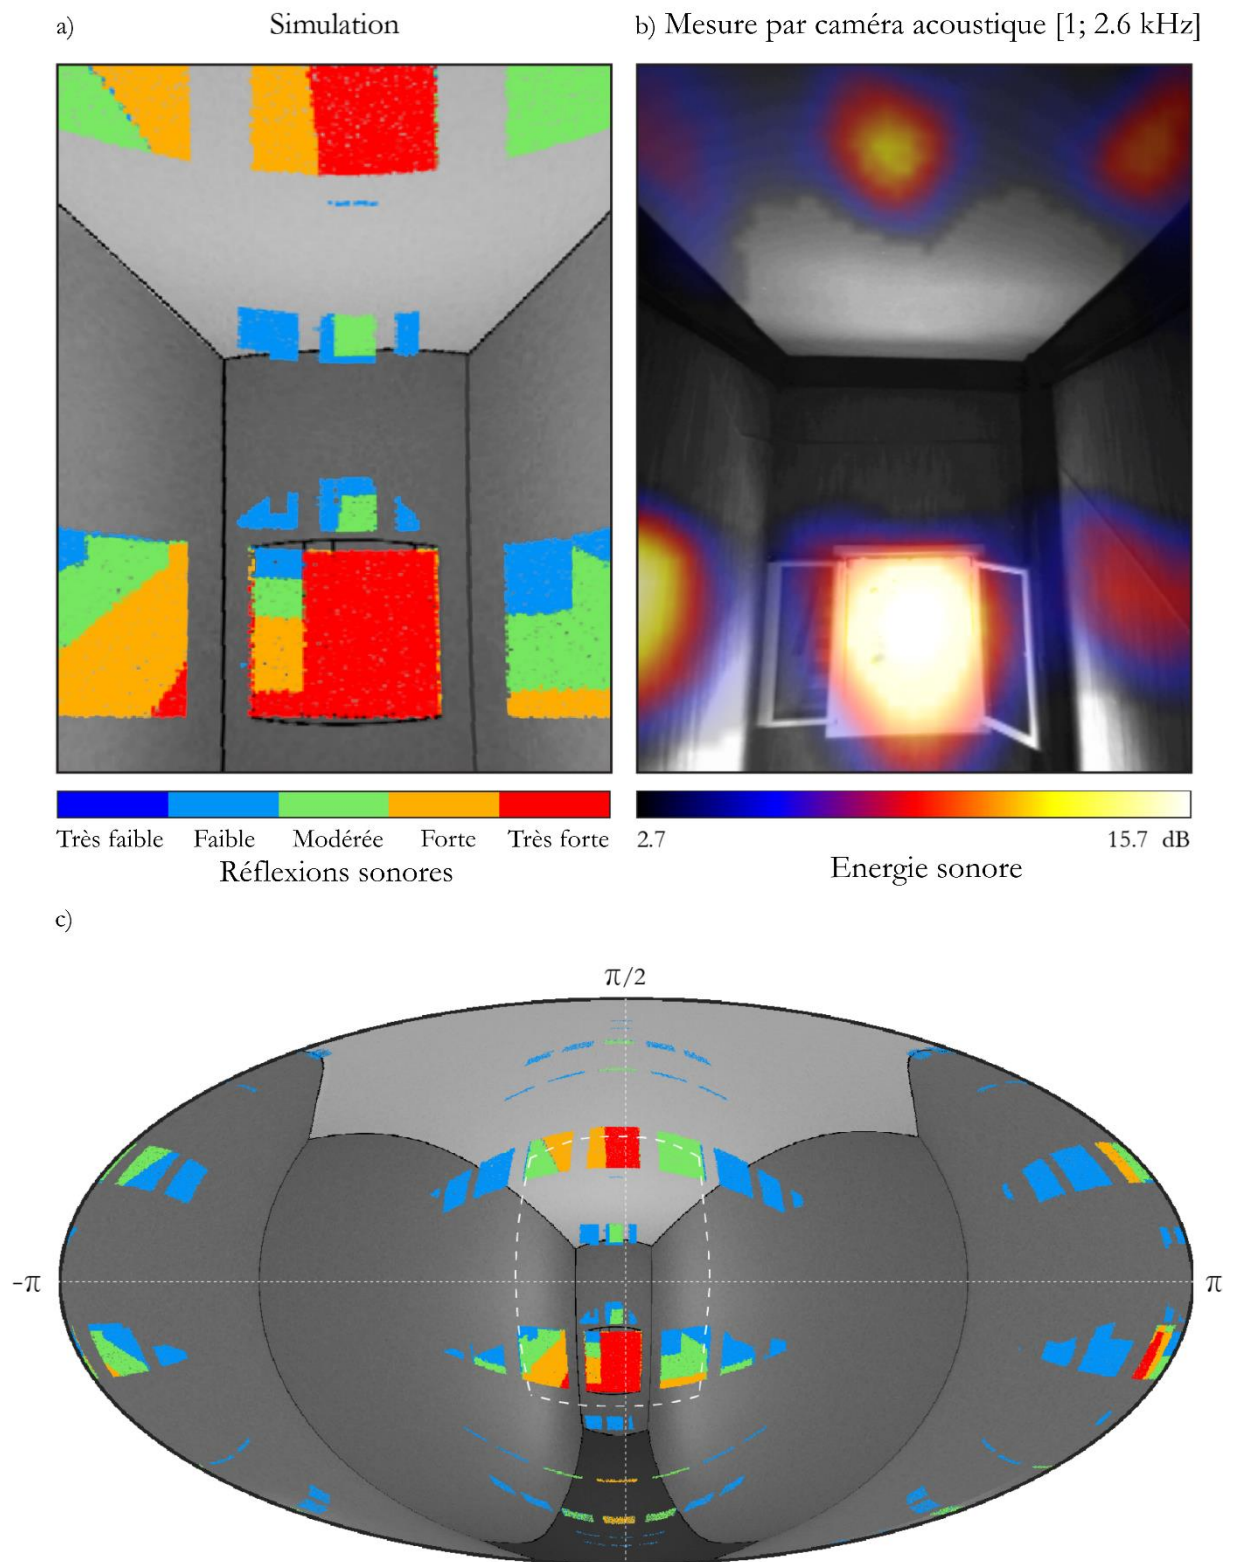 a) Simulation
b) Mesure par caméra acoustique [1; 2.6 kHz]
Très faible Faible Modérée Forte Très forte
Réflexions sonores
2.7 15.7 dB
Energie sonore
c)
π/2
-π π